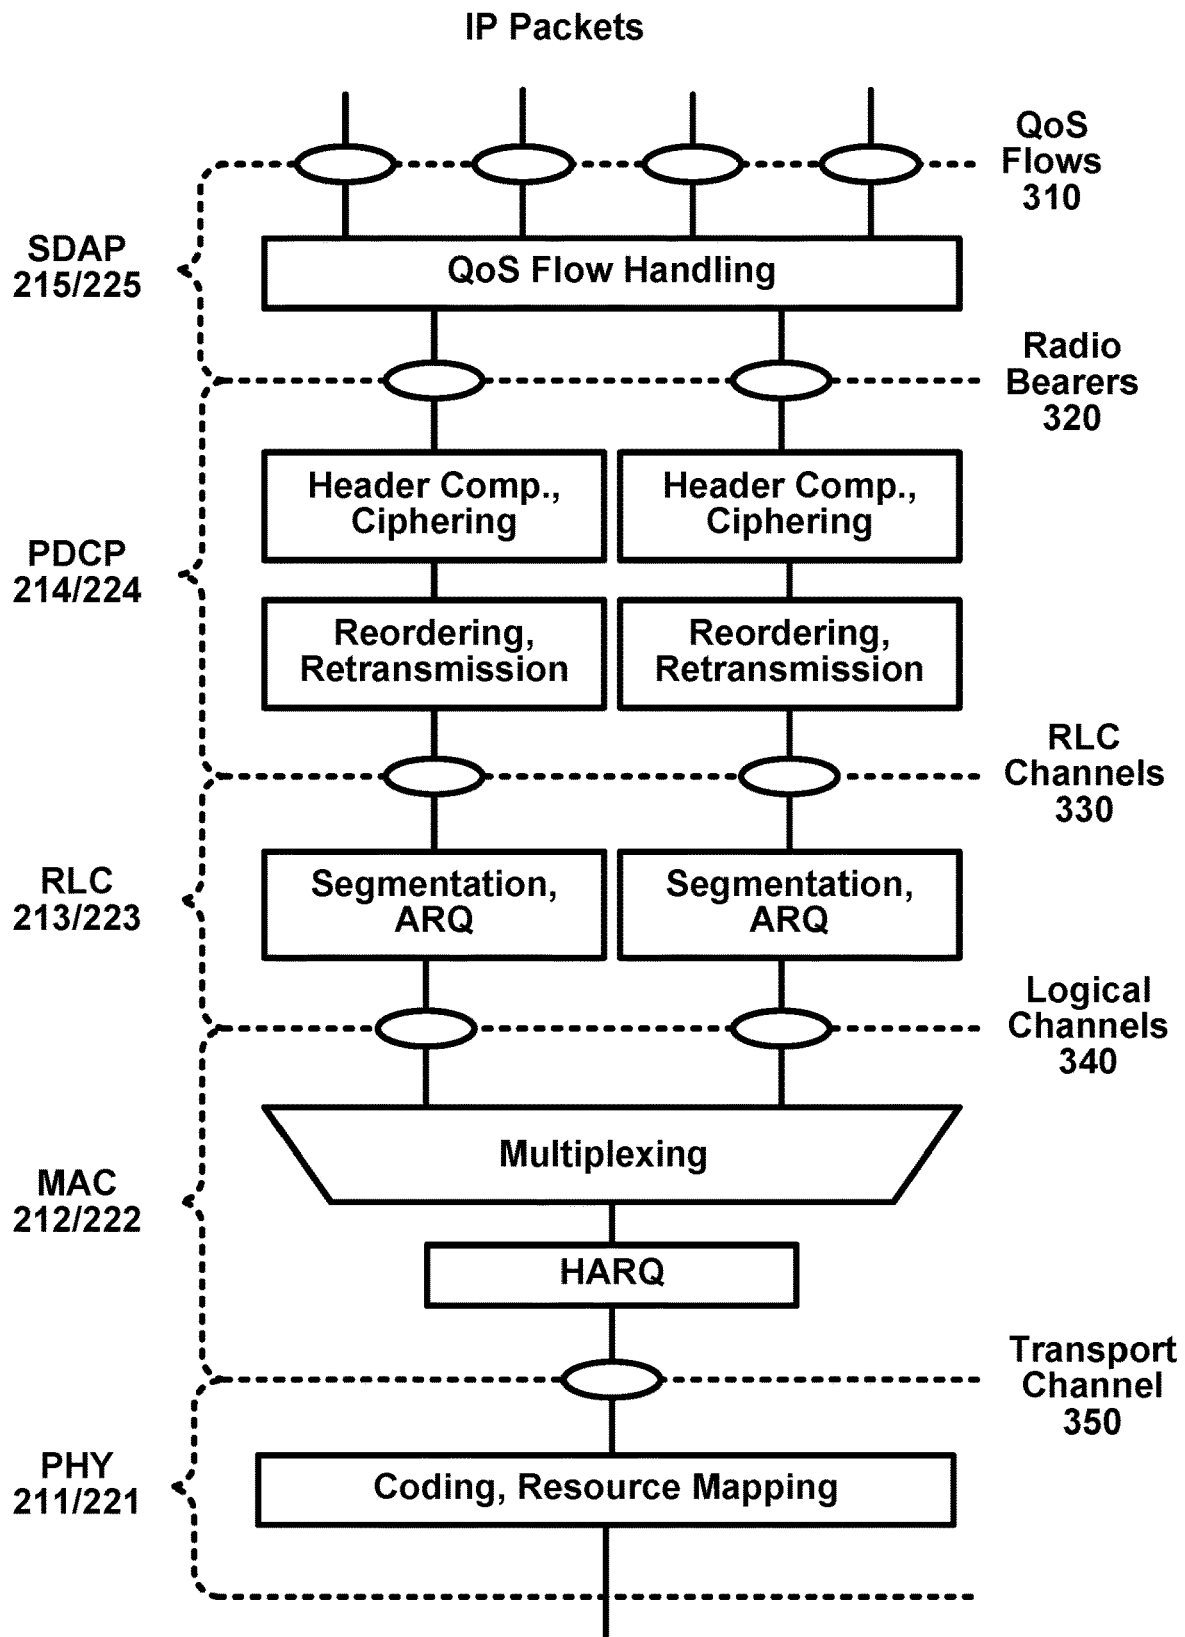 IP Packets
QoS
Flows
310
SDAP
215/225
QoS Flow Handling
Radio
Bearers
320
Header Comp.,
Ciphering
Header Comp.,
Ciphering
PDCP
214/224
Reordering,
Retransmission
Reordering,
Retransmission
RLC
Channels
330
RLC
213/223
Segmentation,
ARQ
Segmentation,
ARQ
Logical
Channels
340
Multiplexing
MAC
212/222
HARQ
Transport
Channel
350
PHY
211/221
Coding, Resource Mapping